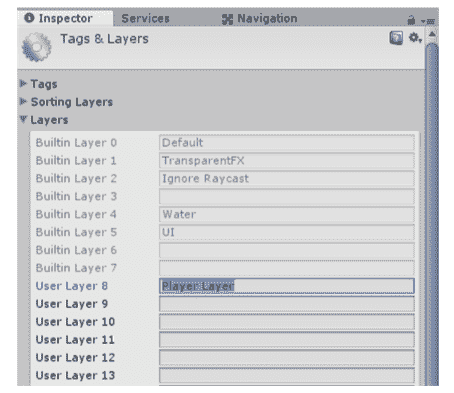 Inspector Services Navigation
Tags & Layers
Tags
Sorting Layers
Layers
Builtin Layer 0 Default
Builtin Layer 1 TransparentFX
Builtin Layer 2 Ignore Raycast
Builtin Layer 3
Builtin Layer 4 Water
Builtin Layer 5 UI
Builtin Layer 6
Builtin Layer 7
User Layer 8 Player Layer
User Layer 9
User Layer 10
User Layer 11
User Layer 12
User Layer 13